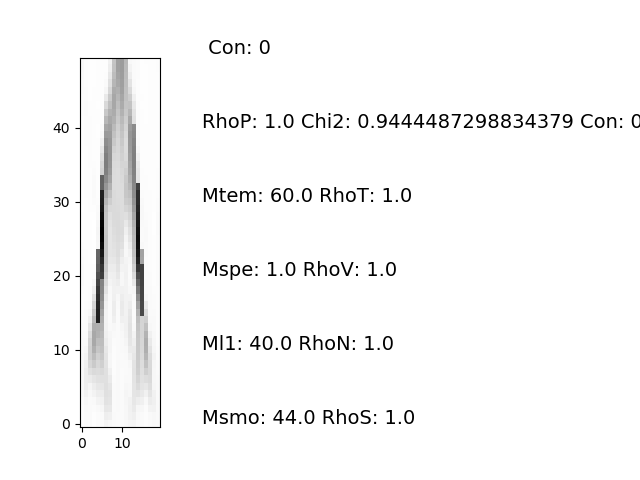 Con: 0
RhoP: 1.0 Chi2: 0.9444487298834379 Con: 0
Mtem: 60.0 RhoT: 1.0
Mspe: 1.0 RhoV: 1.0
Ml1: 40.0 RhoN: 1.0
Msmo: 44.0 RhoS: 1.0
40
30
20
10
0
0 10